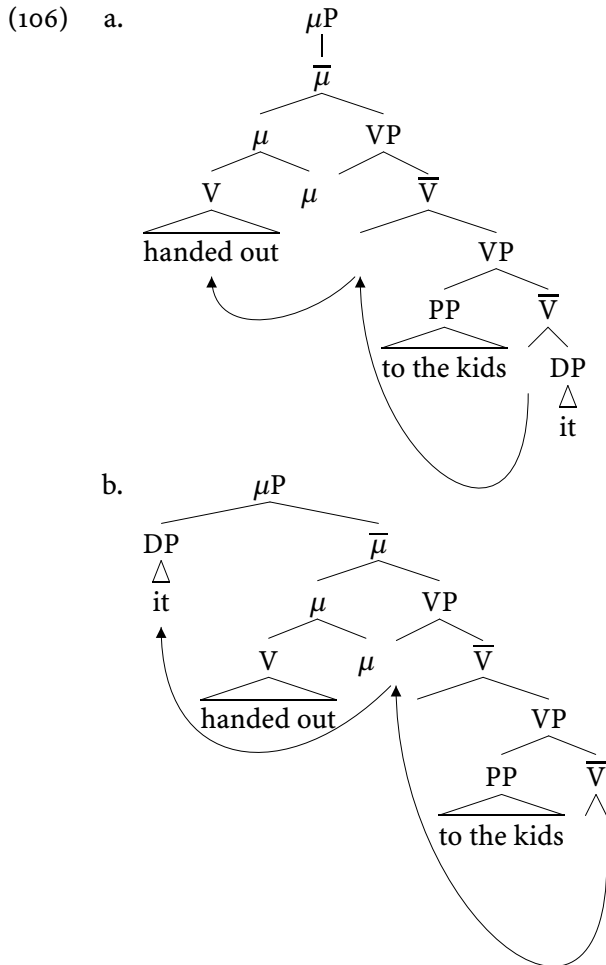 (106) a. μP
μ̅
μ VP
V μ V̅
handed out VP
PP V̅
to the kids DP
it
b. μP
DP μ̅
it μ VP
V μ V̅
handed out VP
PP V̅
to the kids